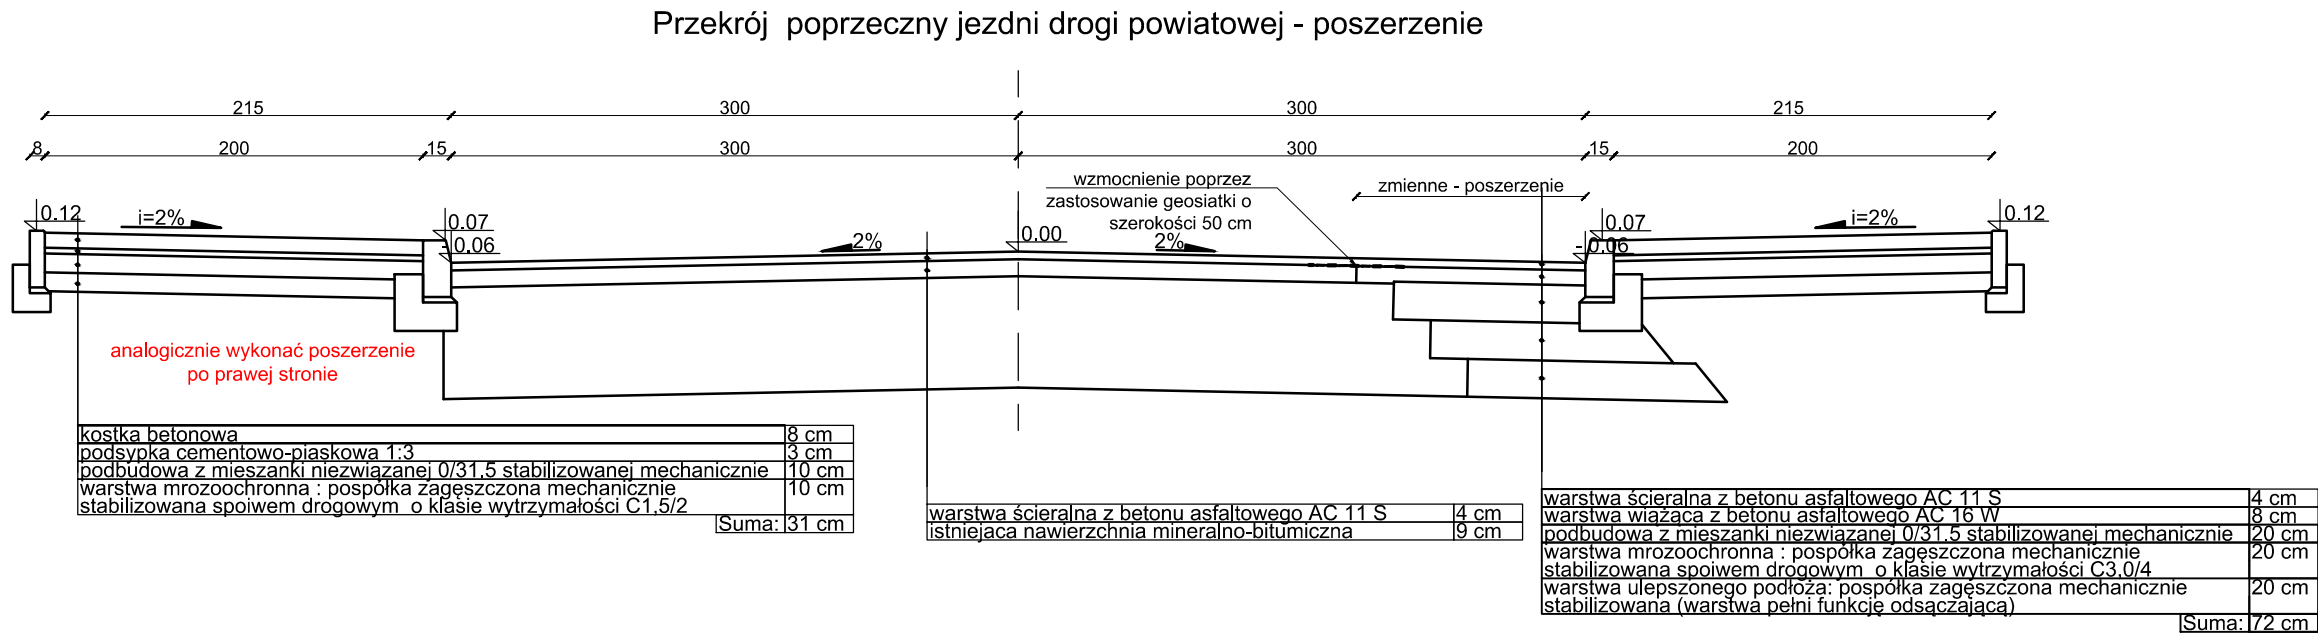 Przekrój poprzeczny jezdni drogi powiatowej - poszerzenie
215 300 300 215
8 200 15 300 300 15 200
wzmocnienie poprzez
zastosowanie geosiatki o
szerokości 50 cm
zmienne - poszerzenie
0.12 i=2% 0.07
- 0.06
2% 0.00 2%
0.07 i=2% 0.12
- 0.06
analogicznie wykonać poszerzenie
po prawej stronie
kostka betonowa 8 cm
podsypka cementowo-piaskowa 1:3 3 cm
podbudowa z mieszanki niezwiązanej 0/31,5 stabilizowanej mechanicznie 10 cm
warstwa mrozoochronna : pospółka zagęszczona mechanicznie 10 cm
stabilizowana spoiwem drogowym o klasie wytrzymałości C1,5/2
Suma: 31 cm
warstwa ścieralna z betonu asfaltowego AC 11 S 4 cm
istniejaca nawierzchnia mineralno-bitumiczna 9 cm
warstwa ścieralna z betonu asfaltowego AC 11 S 4 cm
warstwa wiążąca z betonu asfaltowego AC 16 W 8 cm
podbudowa z mieszanki niezwiązanej 0/31.5 stabilizowanej mechanicznie 20 cm
warstwa mrozoochronna : pospółka zagęszczona mechanicznie 20 cm
stabilizowana spoiwem drogowym o klasie wytrzymałości C3,0/4
warstwa ulepszonego podłoża: pospółka zagęszczona mechanicznie 20 cm
stabilizowana (warstwa pełni funkcję odsączającą)
Suma: 72 cm